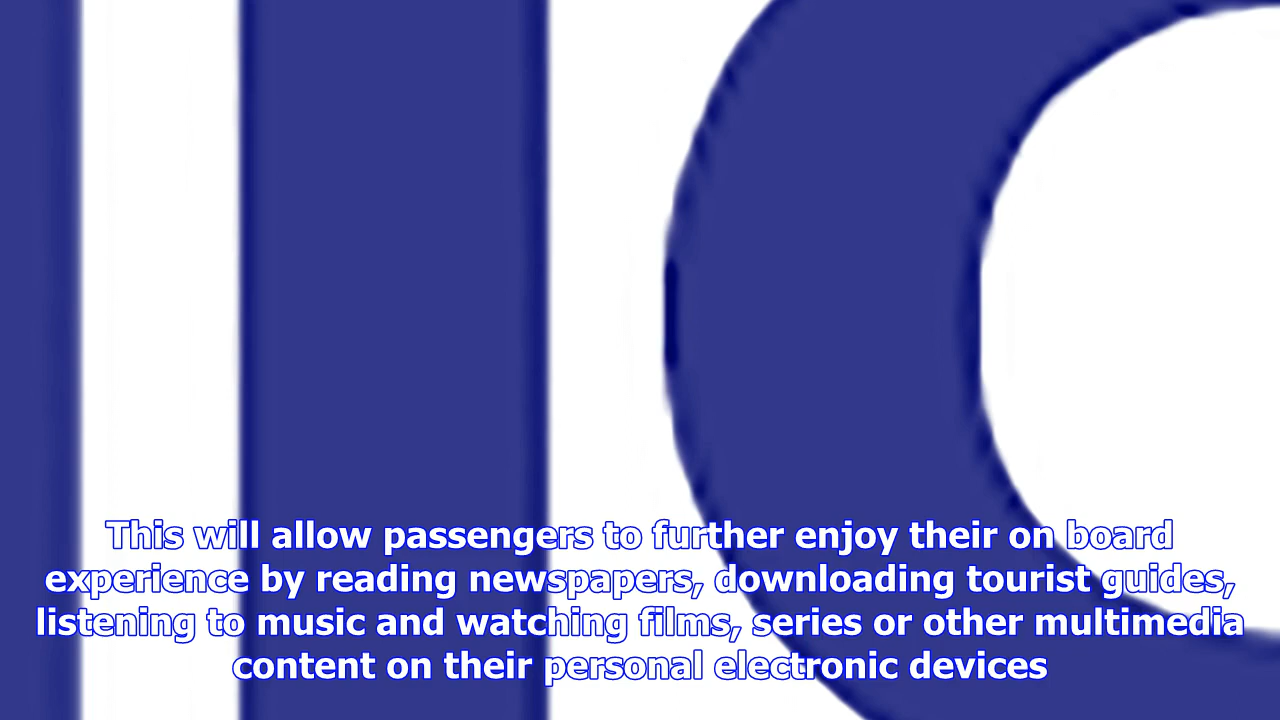 This will allow passengers to further enjoy their on board
experience by reading newspapers, downloading tourist guides,
listening to music and watching films, series or other multimedia
content on their personal electronic devices